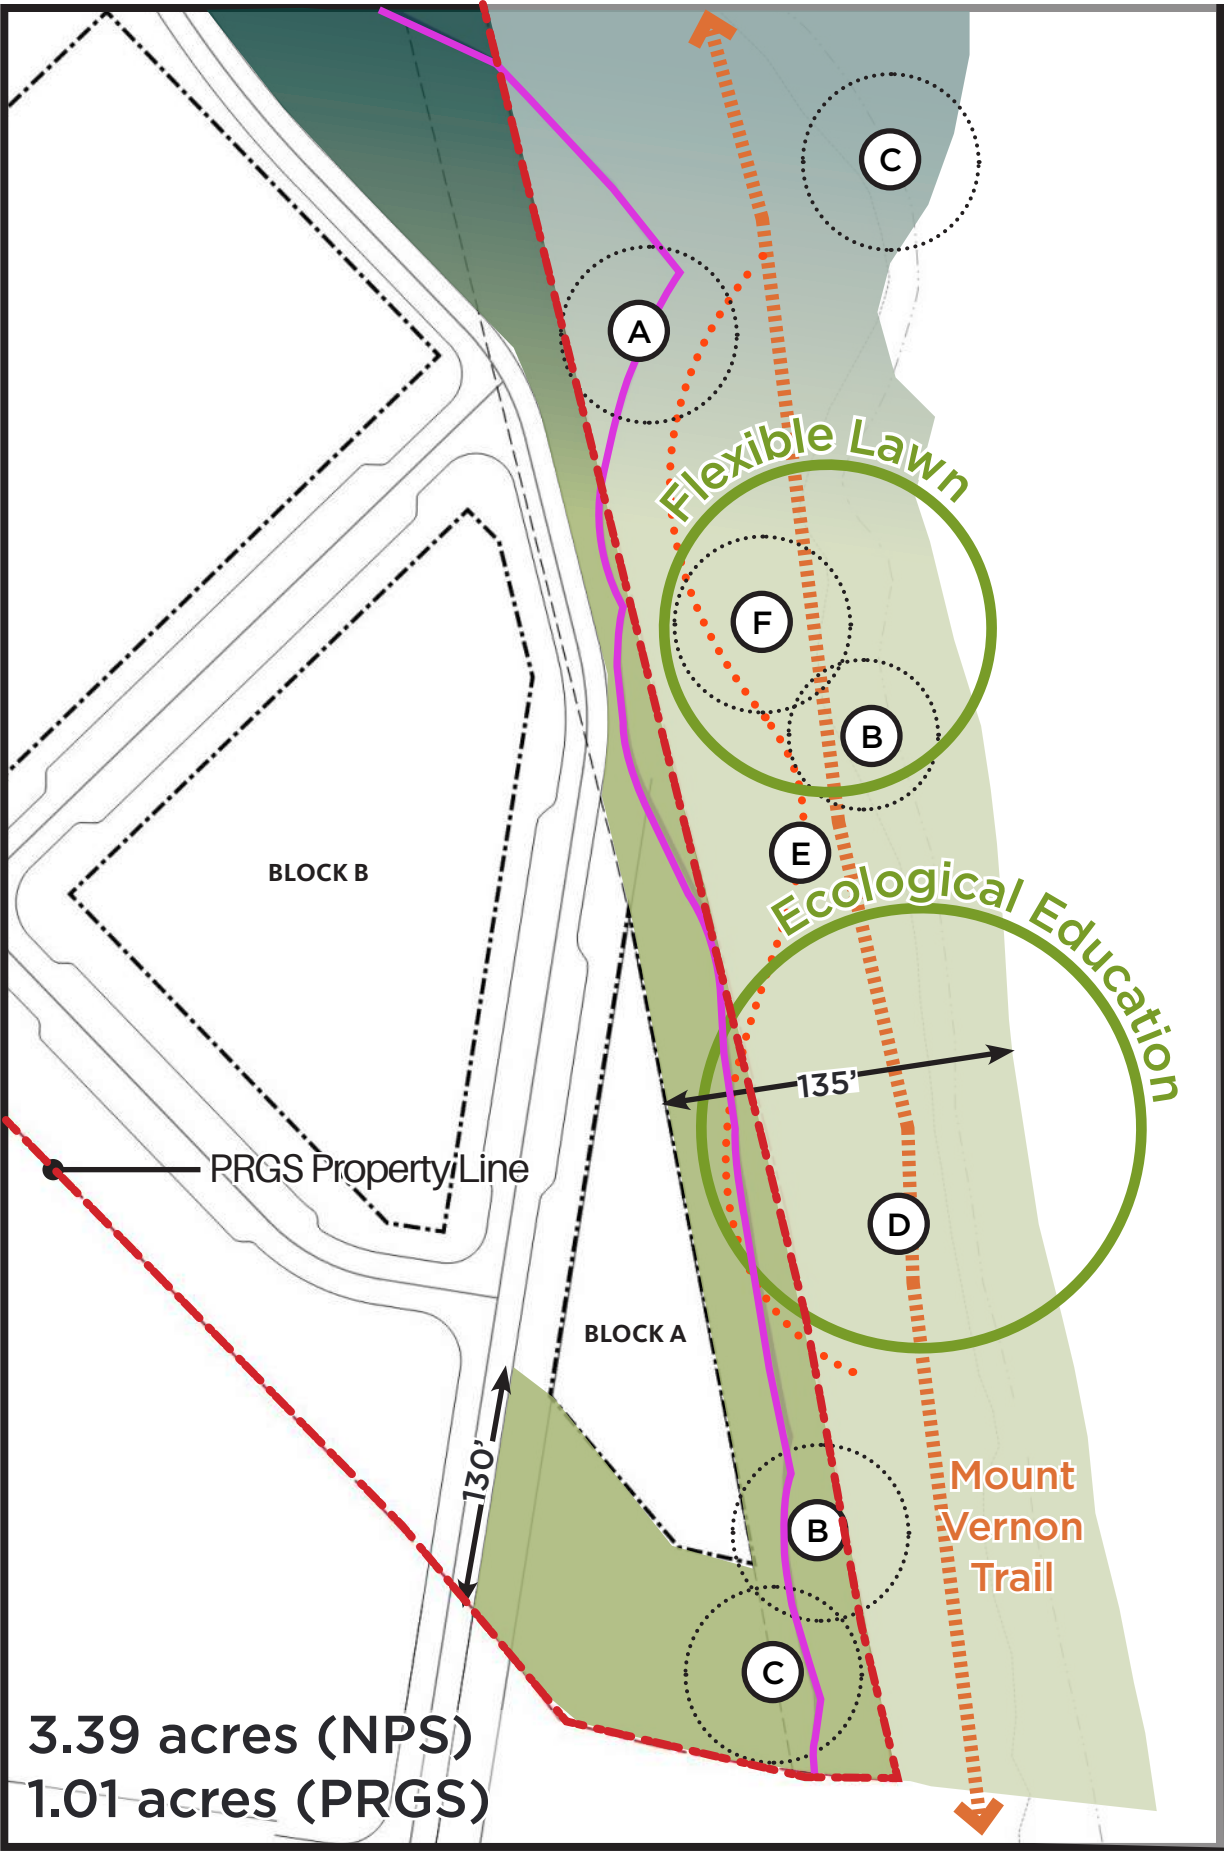 C
A
Flexible Lawn
F
B
E
BLOCK B
Ecological Education
135'
PRGS Property Line
D
BLOCK A
130'
Mount
Vernon
Trail
B
C
3.39 acres (NPS)
1.01 acres (PRGS)